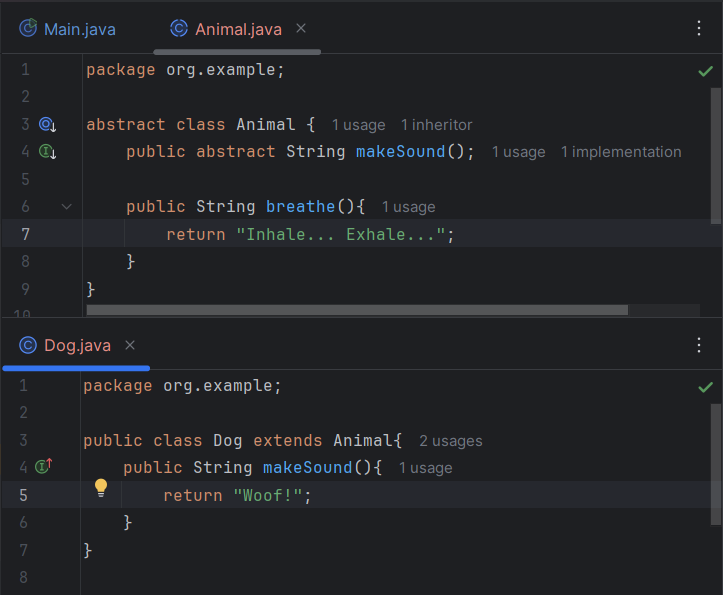 Main.java Animal.java
1 package org.example;
2
3 abstract class Animal { 1 usage 1 inheritor
4 public abstract String makeSound(); 1 usage 1 implementation
5
6 public String breathe(){ 1 usage
7 return "Inhale... Exhale...";
8 }
9 }
10
Dog.java
1 package org.example;
2
3 public class Dog extends Animal{ 2 usages
4 public String makeSound(){ 1 usage
5 return "Woof!";
6 }
7 }
8